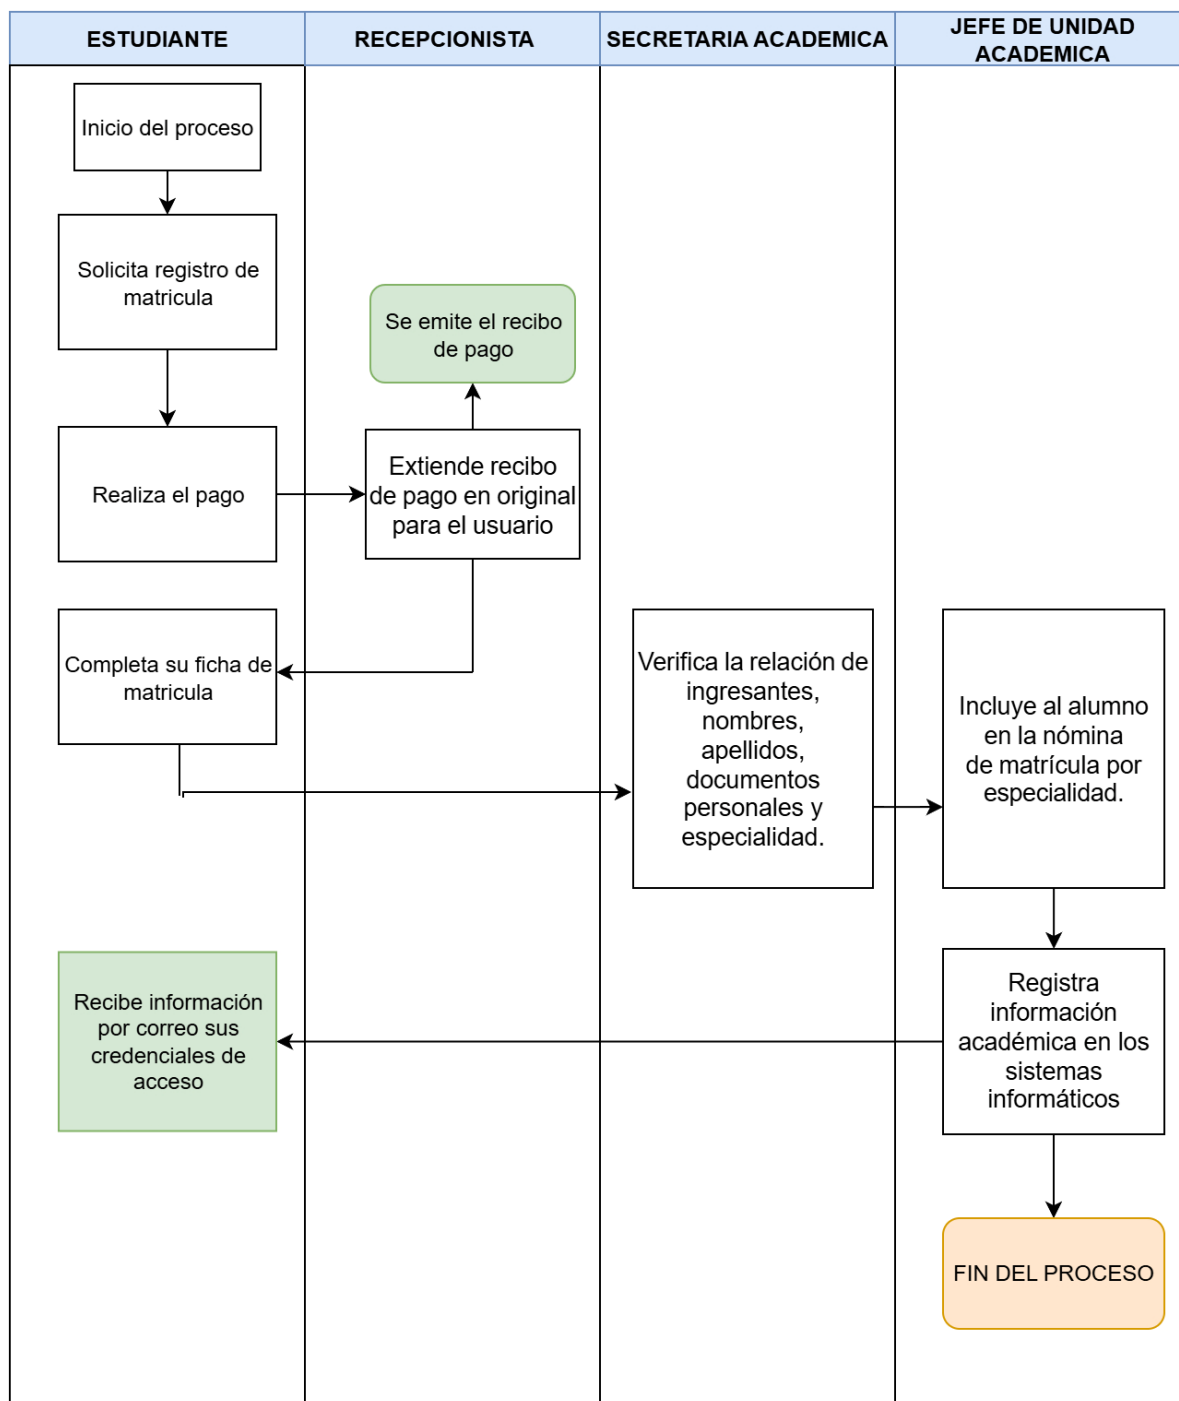 ESTUDIANTE
RECEPCIONISTA
SECRETARIA ACADEMICA
JEFE DE UNIDAD
ACADEMICA
Inicio del proceso
Solicita registro de
matricula
Se emite el recibo
de pago
Realiza el pago
Extiende recibo
de pago en original
para el usuario
Completa su ficha de
matricula
Verifica la relación de
ingresantes,
nombres,
apellidos,
documentos
personales y
especialidad.
Incluye al alumno
en la nómina
de matrícula por
especialidad.
Recibe información
por correo sus
credenciales de
acceso
Registra
información
académica en los
sistemas
informáticos
FIN DEL PROCESO